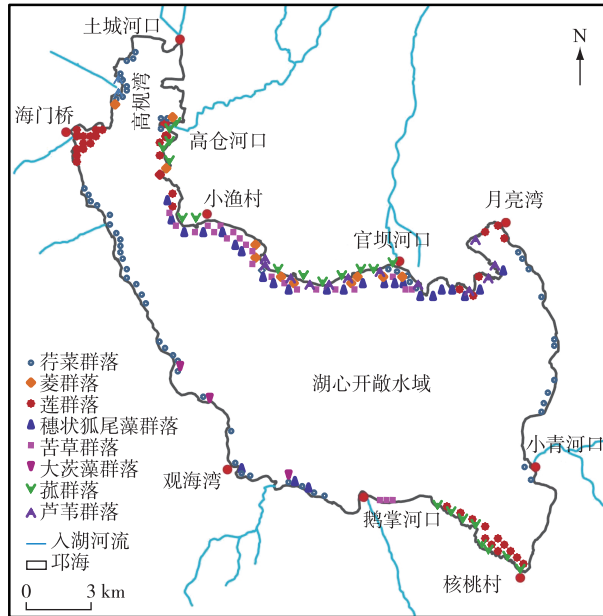 土城河口
N
高枧湾
海门桥
高仓河口
小渔村
月亮湾
官坝河口
湖心开敞水域
荇菜群落
菱群落
莲群落
穗状狐尾藻群落
苦草群落
大茨藻群落
菰群落
芦苇群落
入湖河流
邛海
0 3 km
观海湾
小青河口
鹅掌河口
核桃村